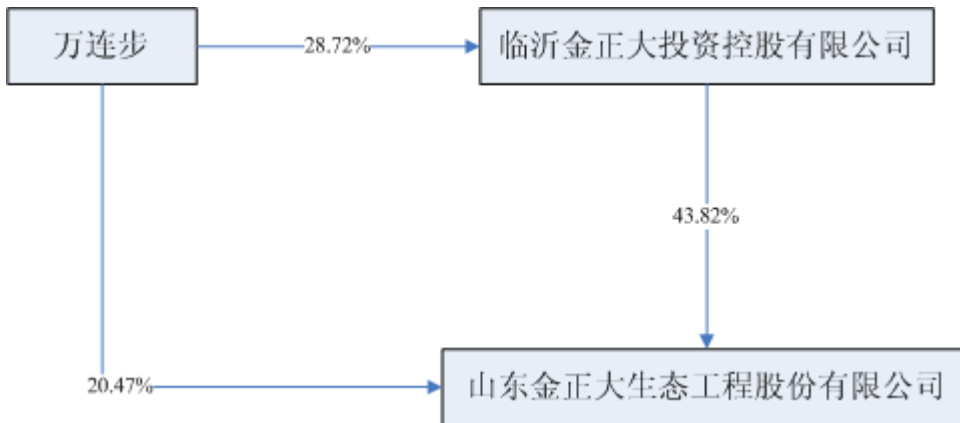 万连步
28.72%
临沂金正大投资控股有限公司
43.82%
20.47%
山东金正大生态工程股份有限公司